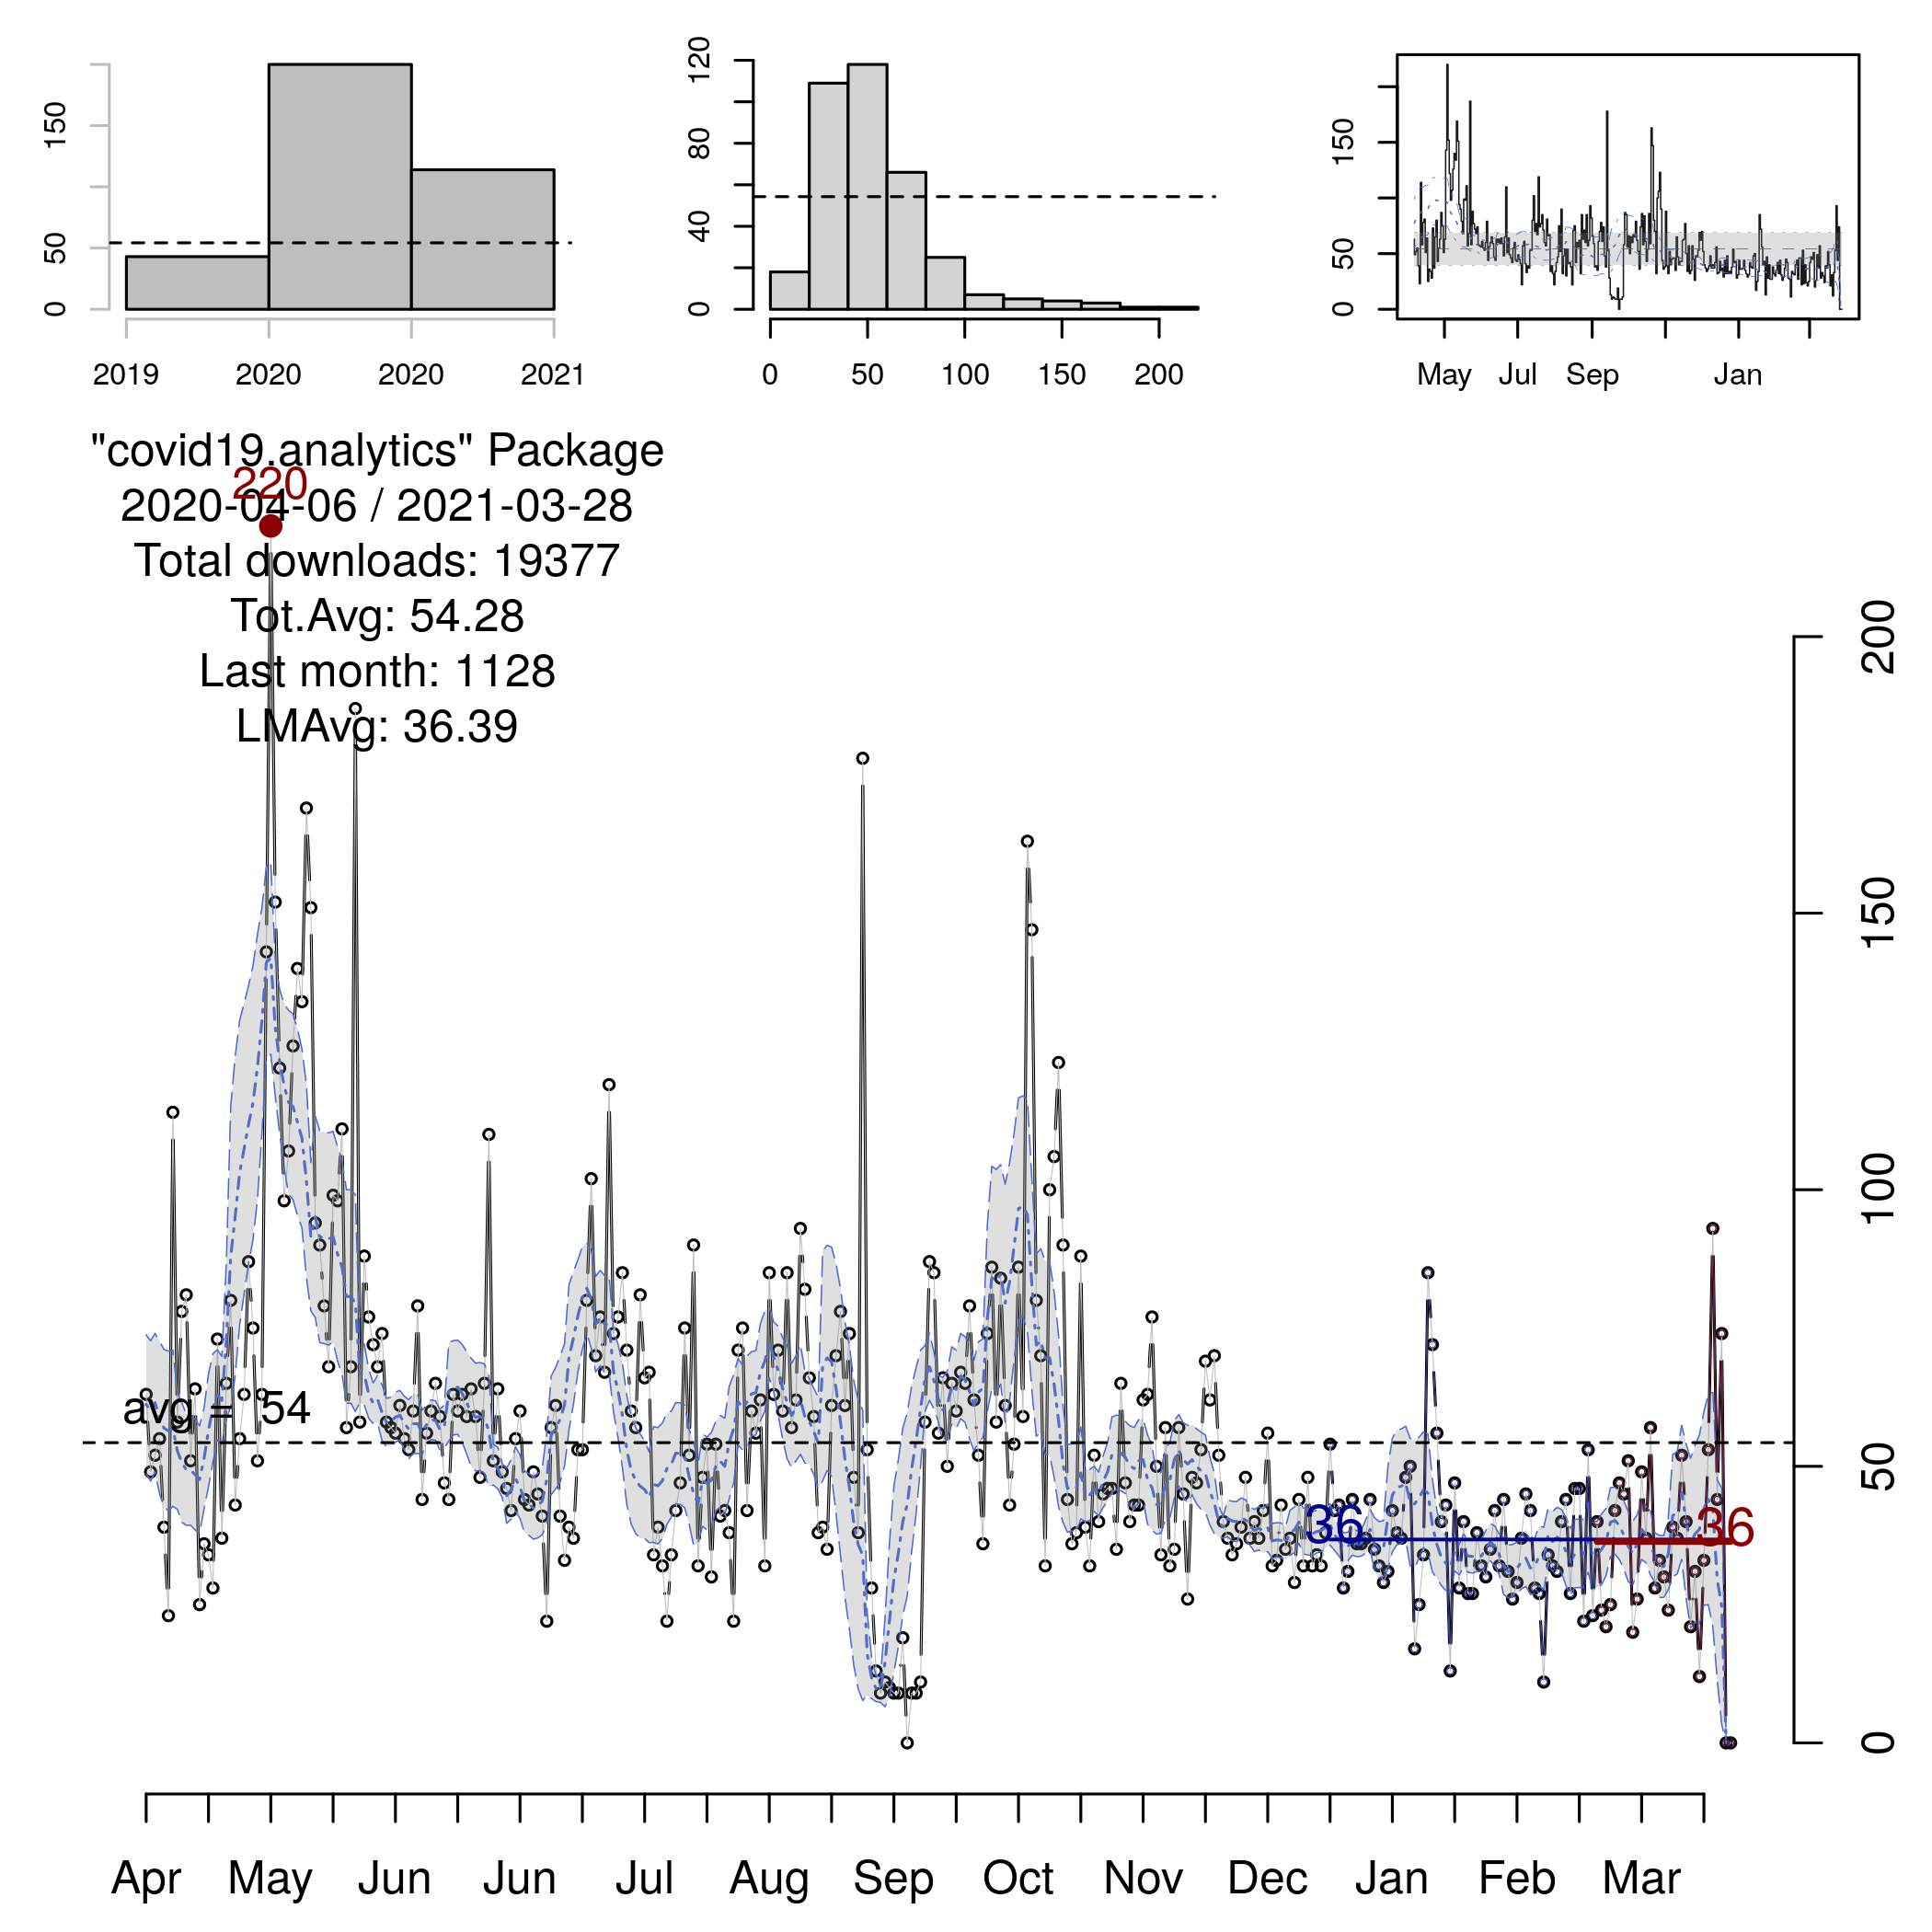 150
50
0
2019 2020 2020 2021
120
80
40
0
0 50 100 150 200
150
50
0
May Jul Sep Jan
"covid19.analytics" Package
220
2020-04-06 / 2021-03-28
Total downloads: 19377
Tot.Avg: 54.28
Last month: 1128
LMAvg: 36.39
200
150
100
50
0
avg = 54
36
36
Apr May Jun Jun Jul Aug Sep Oct Nov Dec Jan Feb Mar